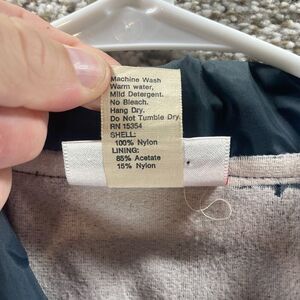 Machine Wash
Warm water,
Mild Detergent.
No Bleach.
Hang Dry.
Do Not Tumble Dry.
RN 15354
SHELL:
100% Nylon
LINING:
85% Acetate
15% Nylon